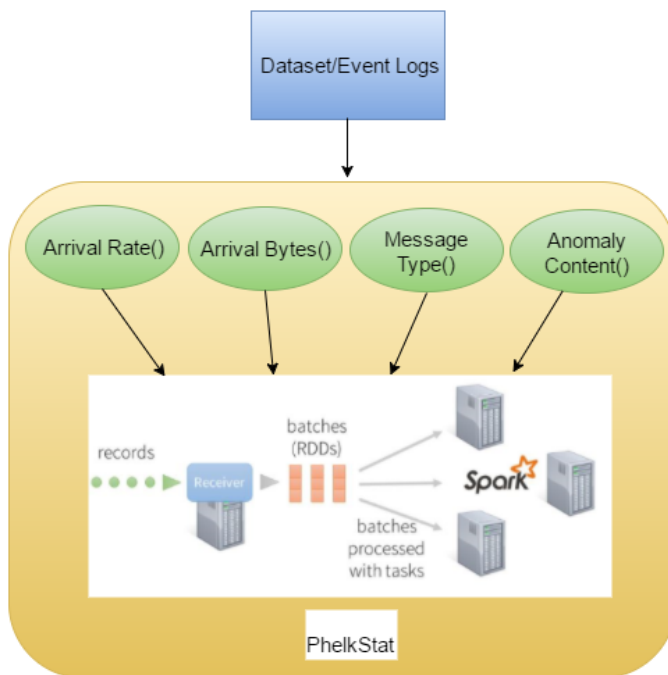 Dataset/Event Logs
Arrival Rate()
Arrival Bytes()
Message
Type()
Anomaly
Content()
records
Receiver
batches
(RDDs)
Spark
batches
processed
with tasks
PhelkStat